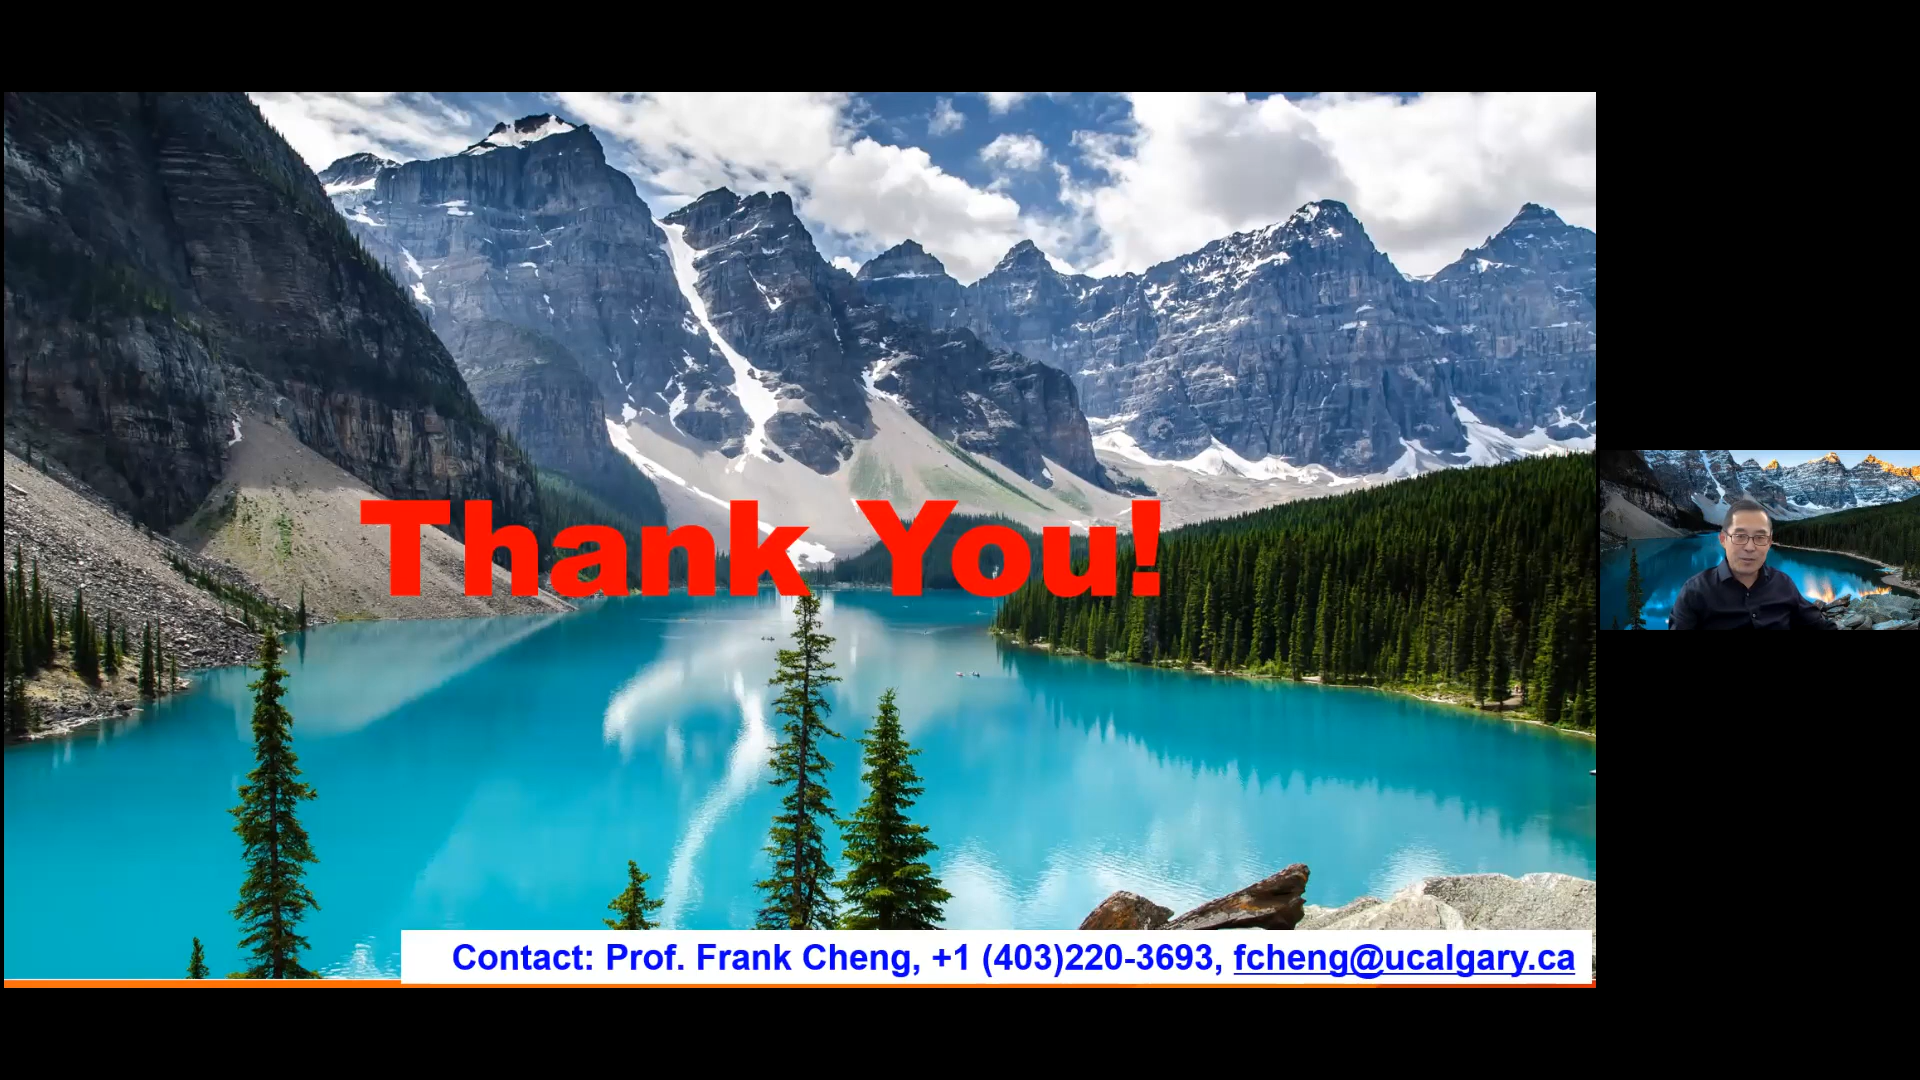 Thank You!
Contact: Prof. Frank Cheng, +1 (403)220-3693, fcheng@ucalgary.ca